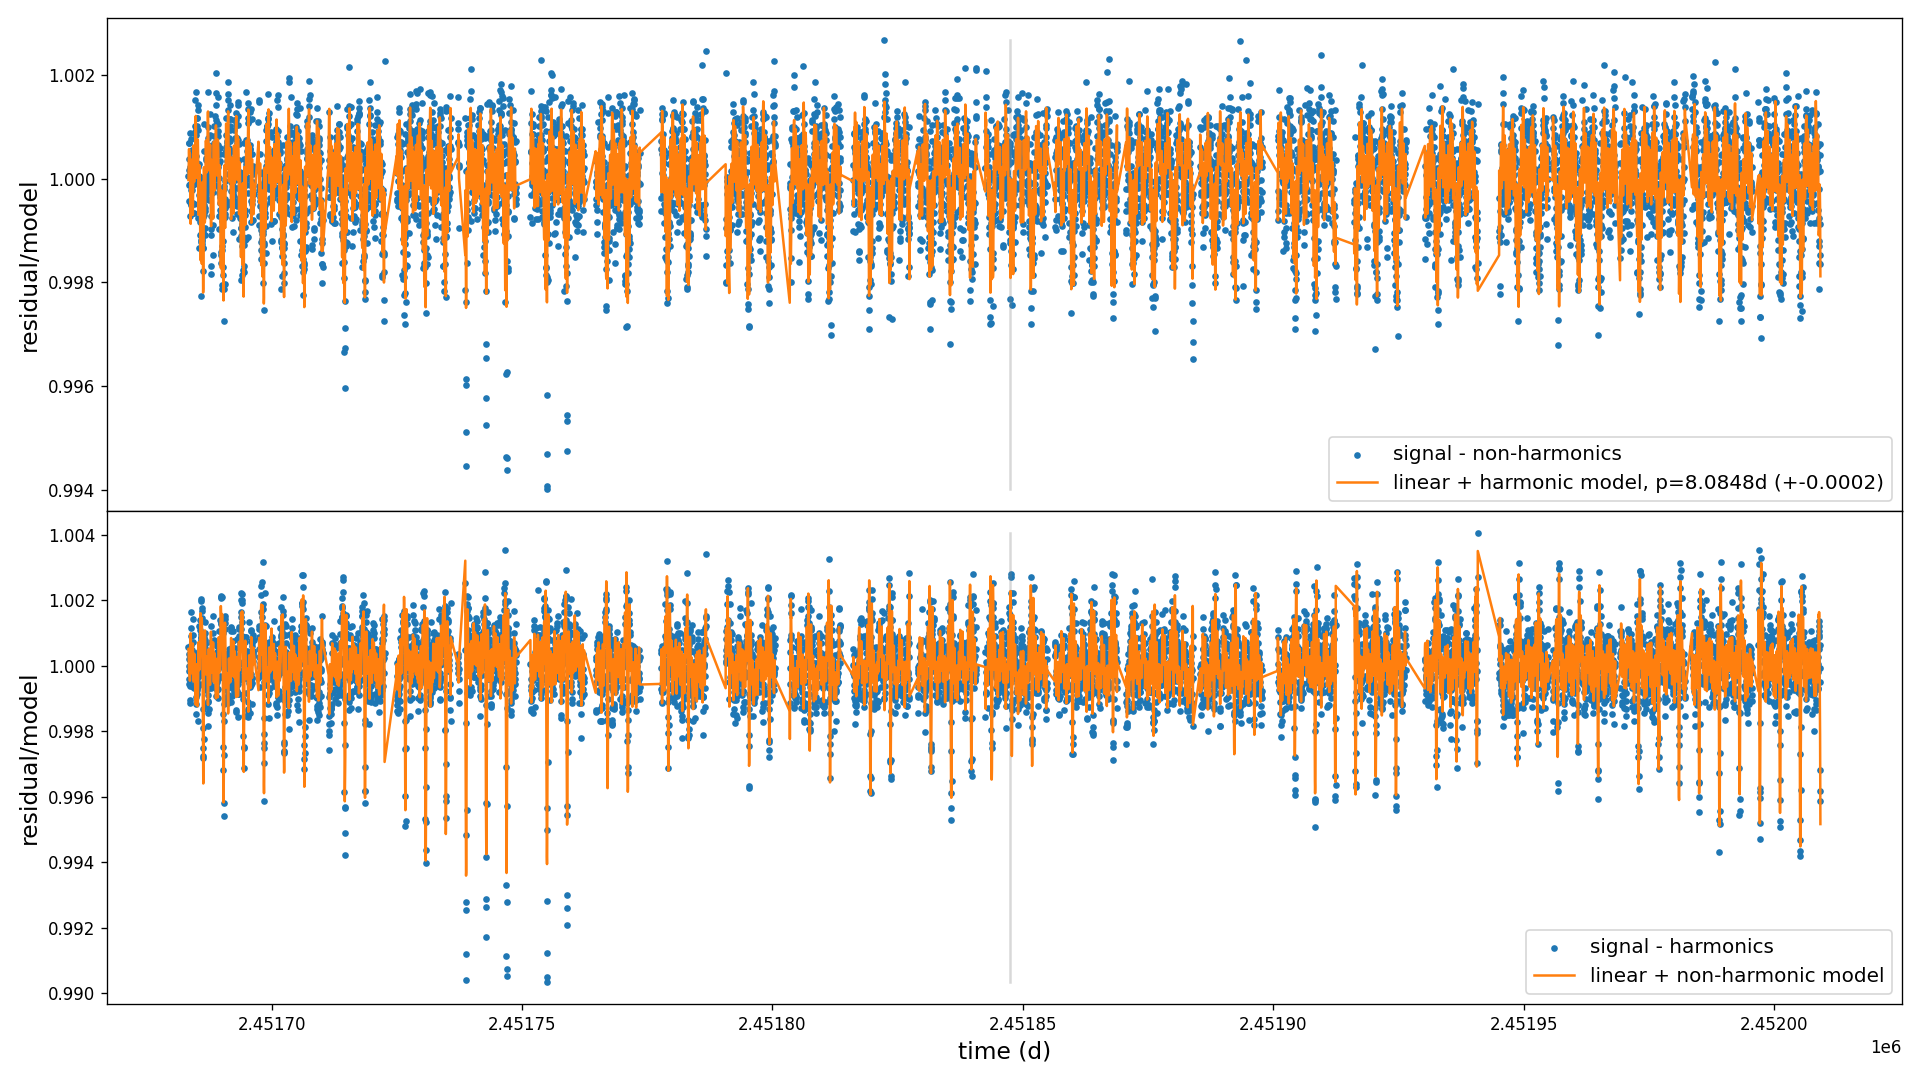 residual/model
1.002
1.000
0.998
0.996
0.994
signal - non-harmonics
linear + harmonic model, p=8.0848d (+-0.0002)
residual/model
1.004
1.002
1.000
0.998
0.996
0.994
0.992
0.990
signal - harmonics
linear + non-harmonic model
2.45170 2.45175 2.45180 2.45185 2.45190 2.45195 2.45200
1e6
time (d)